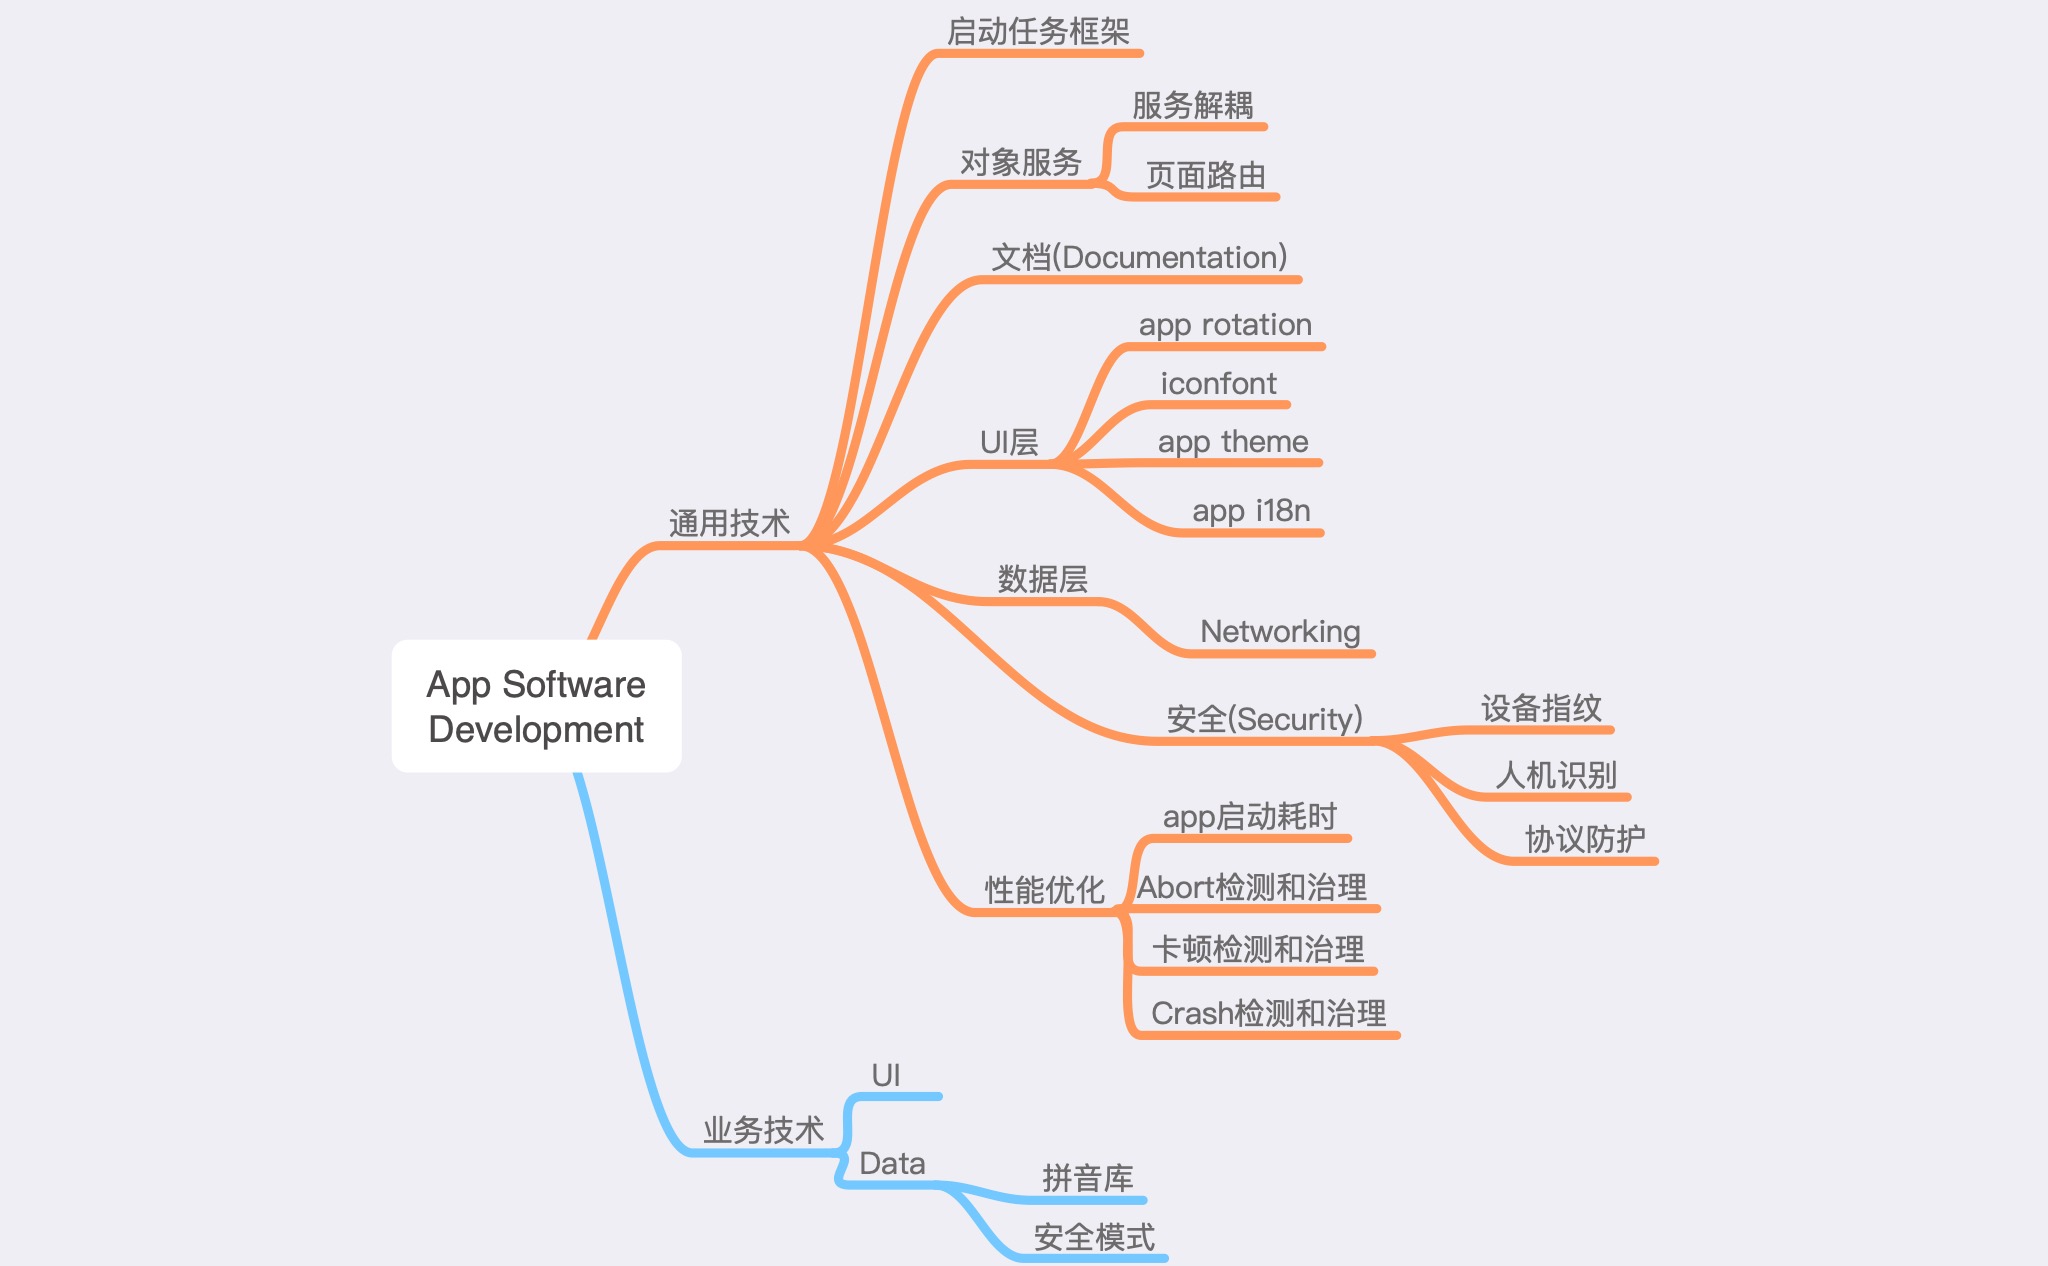 启动任务框架
服务解耦
对象服务
页面路由
文档(Documentation)
app rotation
iconfont
UI层
app theme
app i18n
通用技术
数据层
Networking
App Software
Development
安全(Security)
设备指纹
人机识别
协议防护
app启动耗时
性能优化
Abort检测和治理
卡顿检测和治理
Crash检测和治理
UI
业务技术
Data
拼音库
安全模式